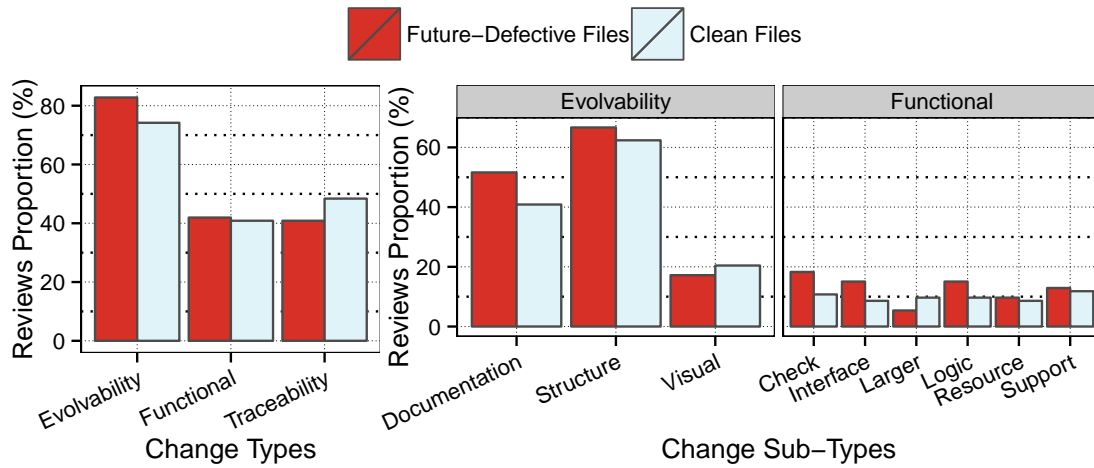 Future−Defective Files
Clean Files
Reviews Proportion (%)
80
60
40
20
0
Evolvability
Functional
Traceability
Change Types
Reviews Proportion (%)
Evolvability
Functional
60
40
20
0
Documentation
Structure
Visual
Check
Interface
Larger
Logic
Resource
Support
Change Sub−Types